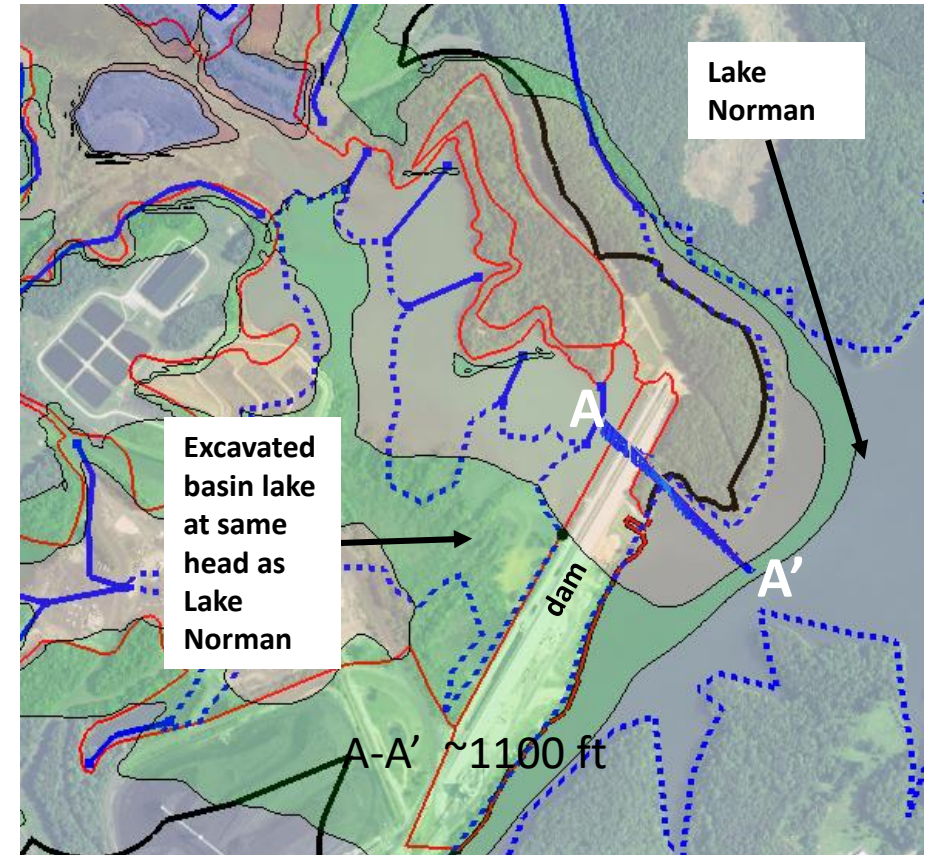 Lake
Norman
A
Excavated
basin lake
at same
head as
Lake
Norman
dam
A'
A-A' ~1100 ft